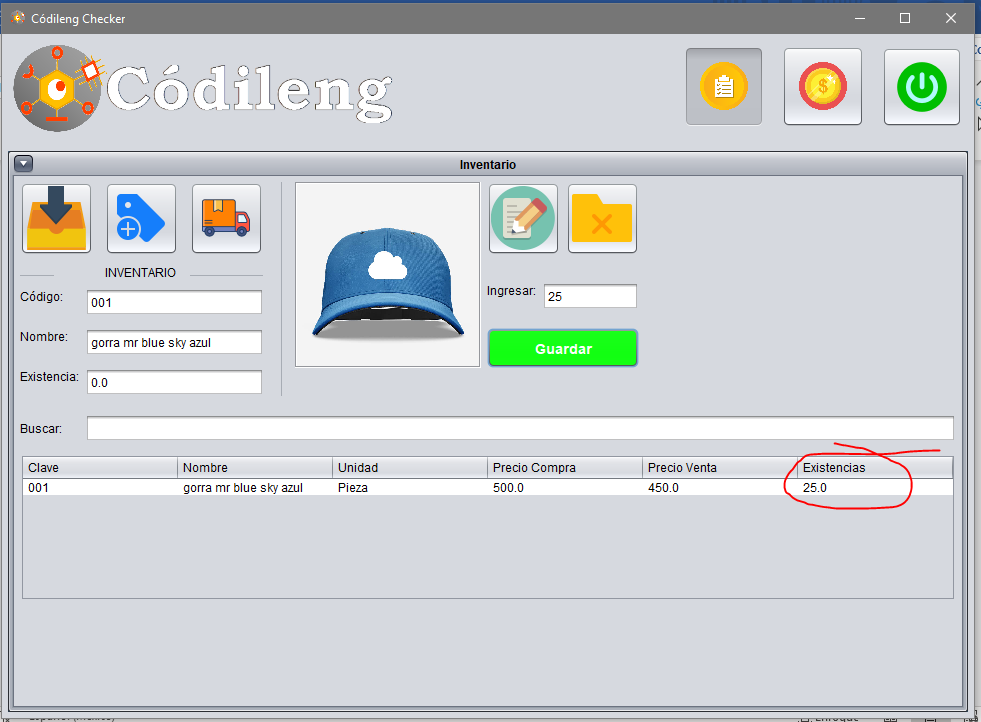 Códileng Checker
Códileng
Inventario
INVENTARIO
Código: 001
Nombre: gorra mr blue sky azul
Existencia: 0.0
Ingresar: 25
Guardar
Buscar:
Clave Nombre Unidad Precio Compra Precio Venta Existencias
001 gorra mr blue sky azul Pieza 500.0 450.0 25.0